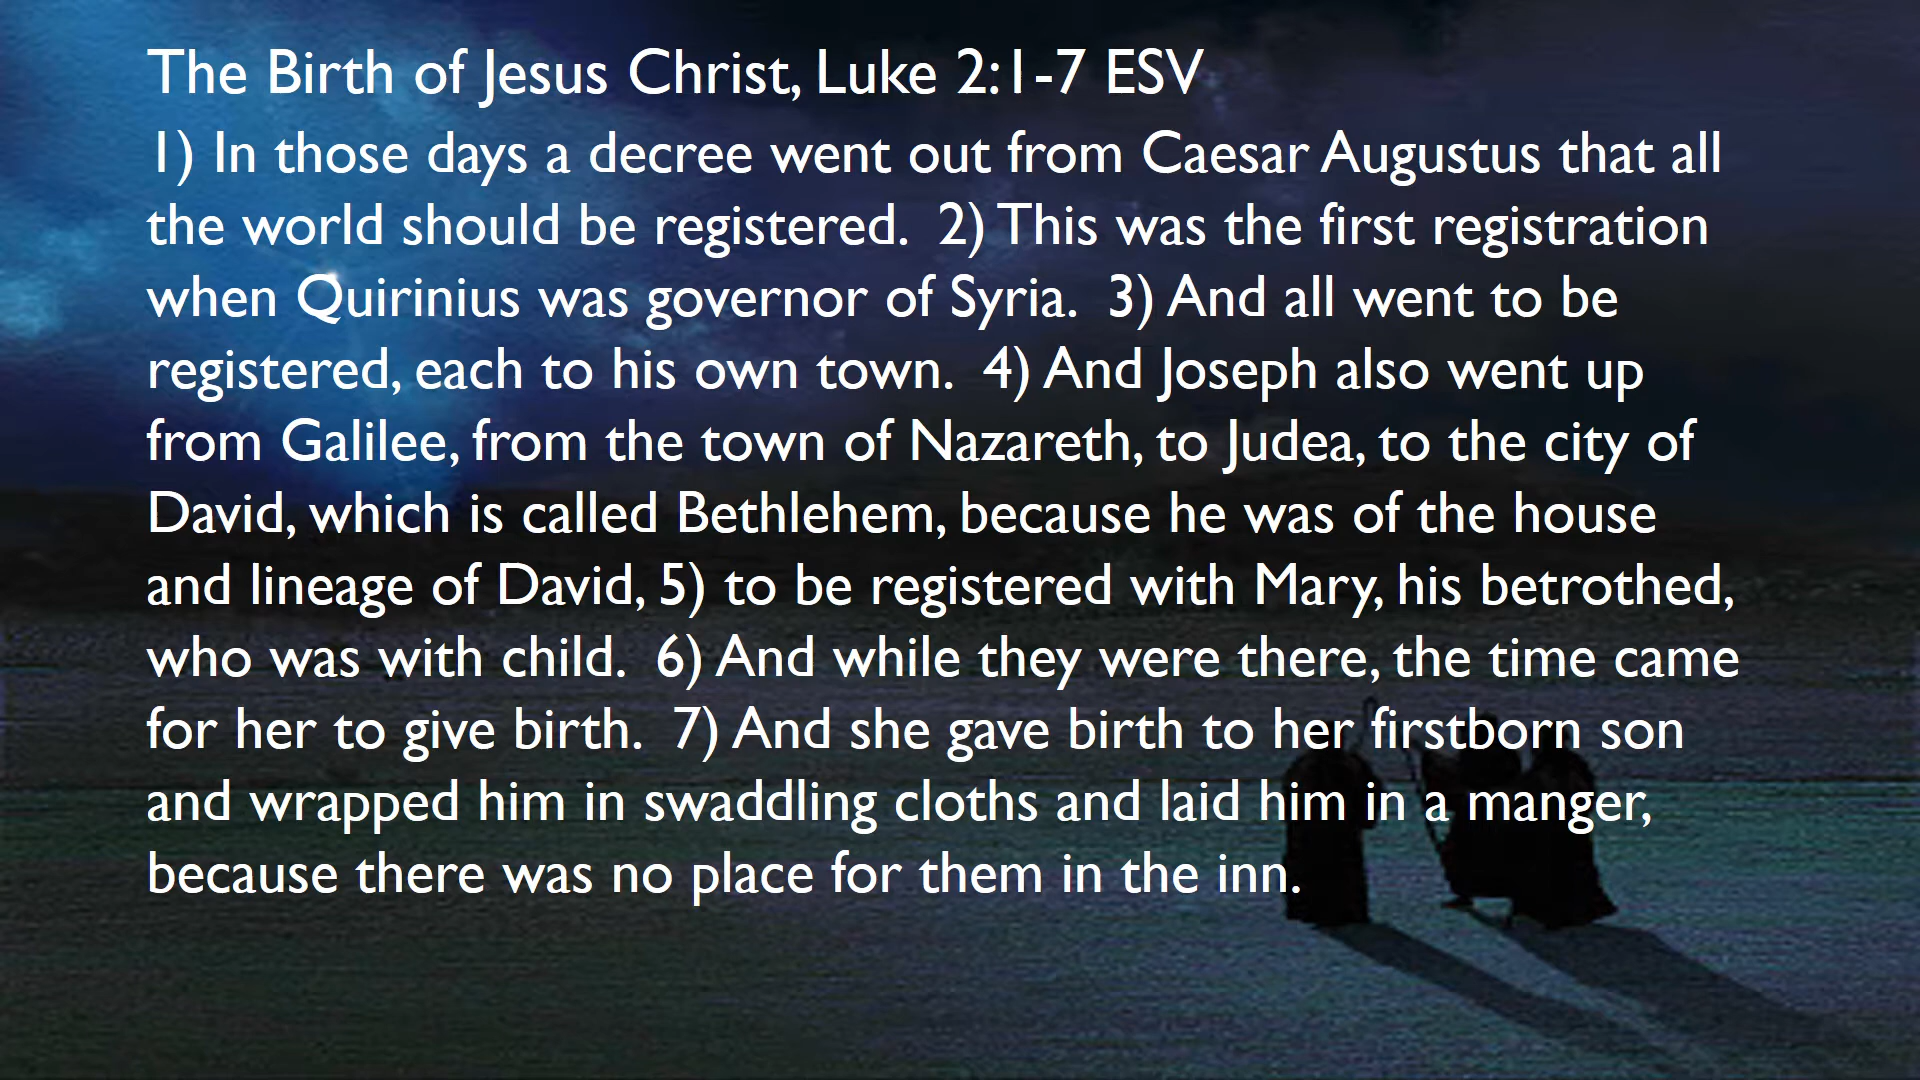 The Birth of Jesus Christ, Luke 2:1-7 ESV
1) In those days a decree went out from Caesar Augustus that all
the world should be registered.  2) This was the first registration
when Quirinius was governor of Syria.  3) And all went to be
registered, each to his own town.  4) And Joseph also went up
from Galilee, from the town of Nazareth, to Judea, to the city of
David, which is called Bethlehem, because he was of the house
and lineage of David, 5) to be registered with Mary, his betrothed,
who was with child.  6) And while they were there, the time came
for her to give birth.  7) And she gave birth to her firstborn son
and wrapped him in swaddling cloths and laid him in a manger,
because there was no place for them in the inn.